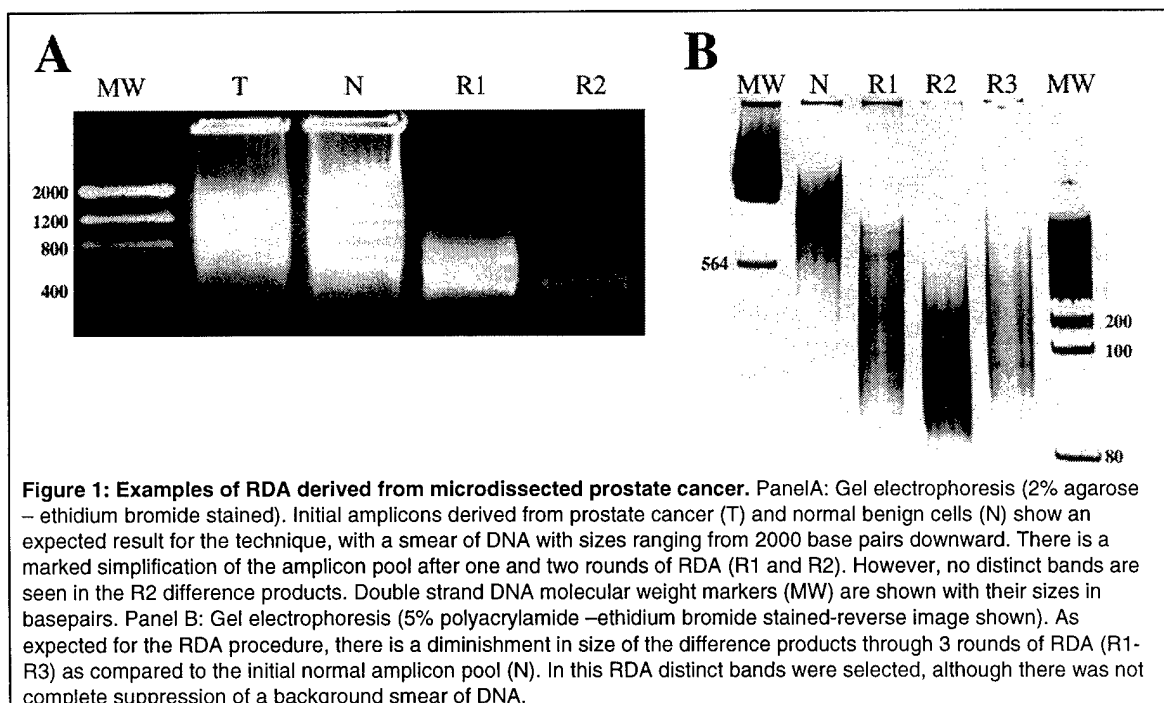 A
MW T N R1 R2
2000
1200
800
400
B
MW N R1 R2 R3 MW
564
200
100
80
Figure 1: Examples of RDA derived from microdissected prostate cancer. PanelA: Gel electrophoresis (2% agarose
– ethidium bromide stained). Initial amplicons derived from prostate cancer (T) and normal benign cells (N) show an
expected result for the technique, with a smear of DNA with sizes ranging from 2000 base pairs downward. There is a
marked simplification of the amplicon pool after one and two rounds of RDA (R1 and R2). However, no distinct bands are
seen in the R2 difference products. Double strand DNA molecular weight markers (MW) are shown with their sizes in
basepairs. Panel B: Gel electrophoresis (5% polyacrylamide –ethidium bromide stained-reverse image shown). As
expected for the RDA procedure, there is a diminishment in size of the difference products through 3 rounds of RDA (R1-
R3) as compared to the initial normal amplicon pool (N). In this RDA distinct bands were selected, although there was not
complete suppression of a background smear of DNA.